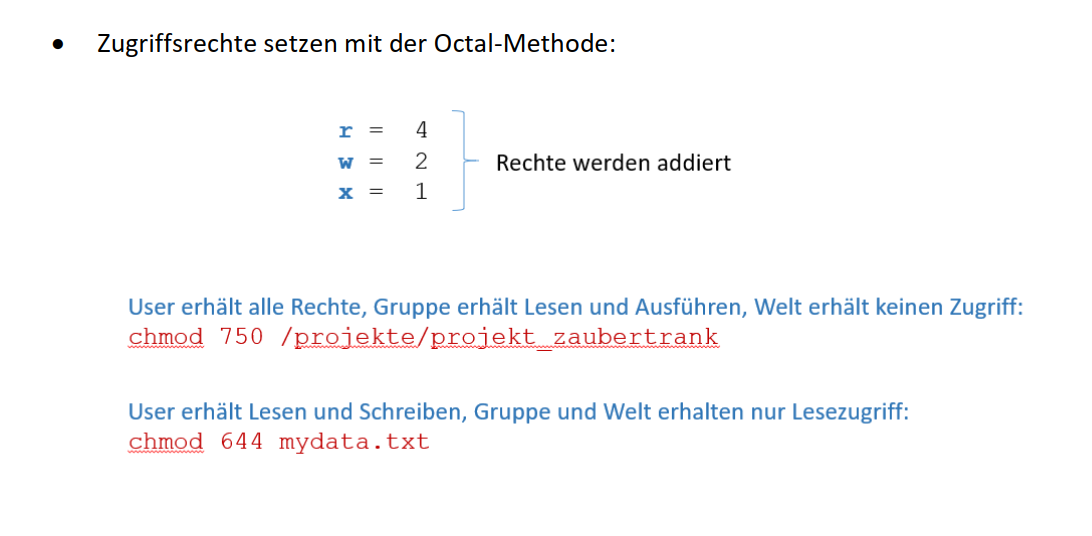 • Zugriffsrechte setzen mit der Octal-Methode:
r = 4
w = 2
x = 1
Rechte werden addiert
User erhält alle Rechte, Gruppe erhält Lesen und Ausführen, Welt erhält keinen Zugriff:
chmod 750 /projekte/projekt_zaubertrank
User erhält Lesen und Schreiben, Gruppe und Welt erhalten nur Lesezugriff:
chmod 644 mydata.txt